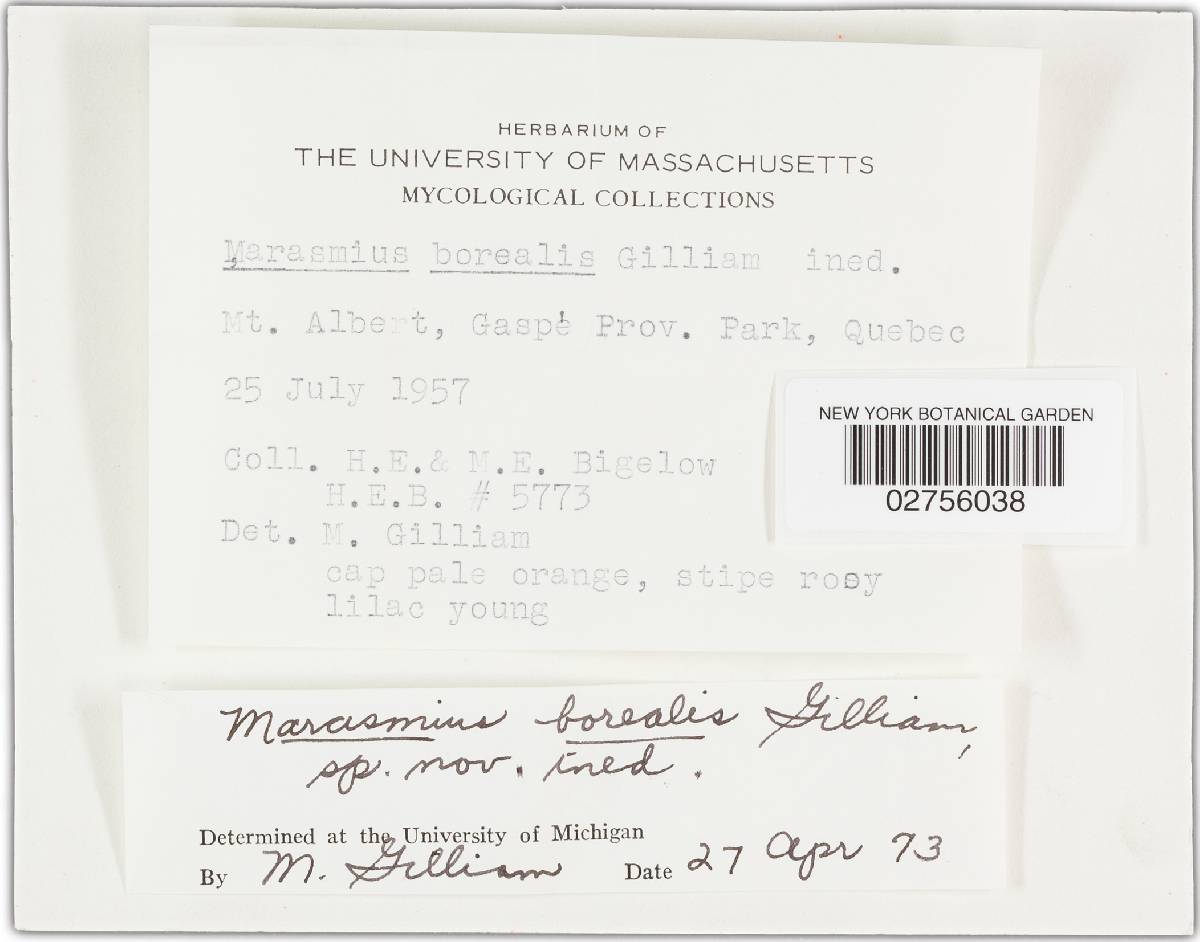 HERBARIUM OF
THE UNIVERSITY OF MASSACHUSETTS
MYCOLOGICAL COLLECTIONS
Marasmius borealis Gilliam ined.
Mt. Albert, Gaspé Prov. Park, Quebec
25 July 1957
Coll. H.E.& M.E. Bigelow
H.E.B. # 5773
Det. M. Gilliam
cap pale orange, stipe rosy
lilac young
NEW YORK BOTANICAL GARDEN
02756038
Marasmius borealis Gilliam,
sp. nov. ined.
Determined at the University of Michigan
By M. Gilliam Date 27 Apr 73